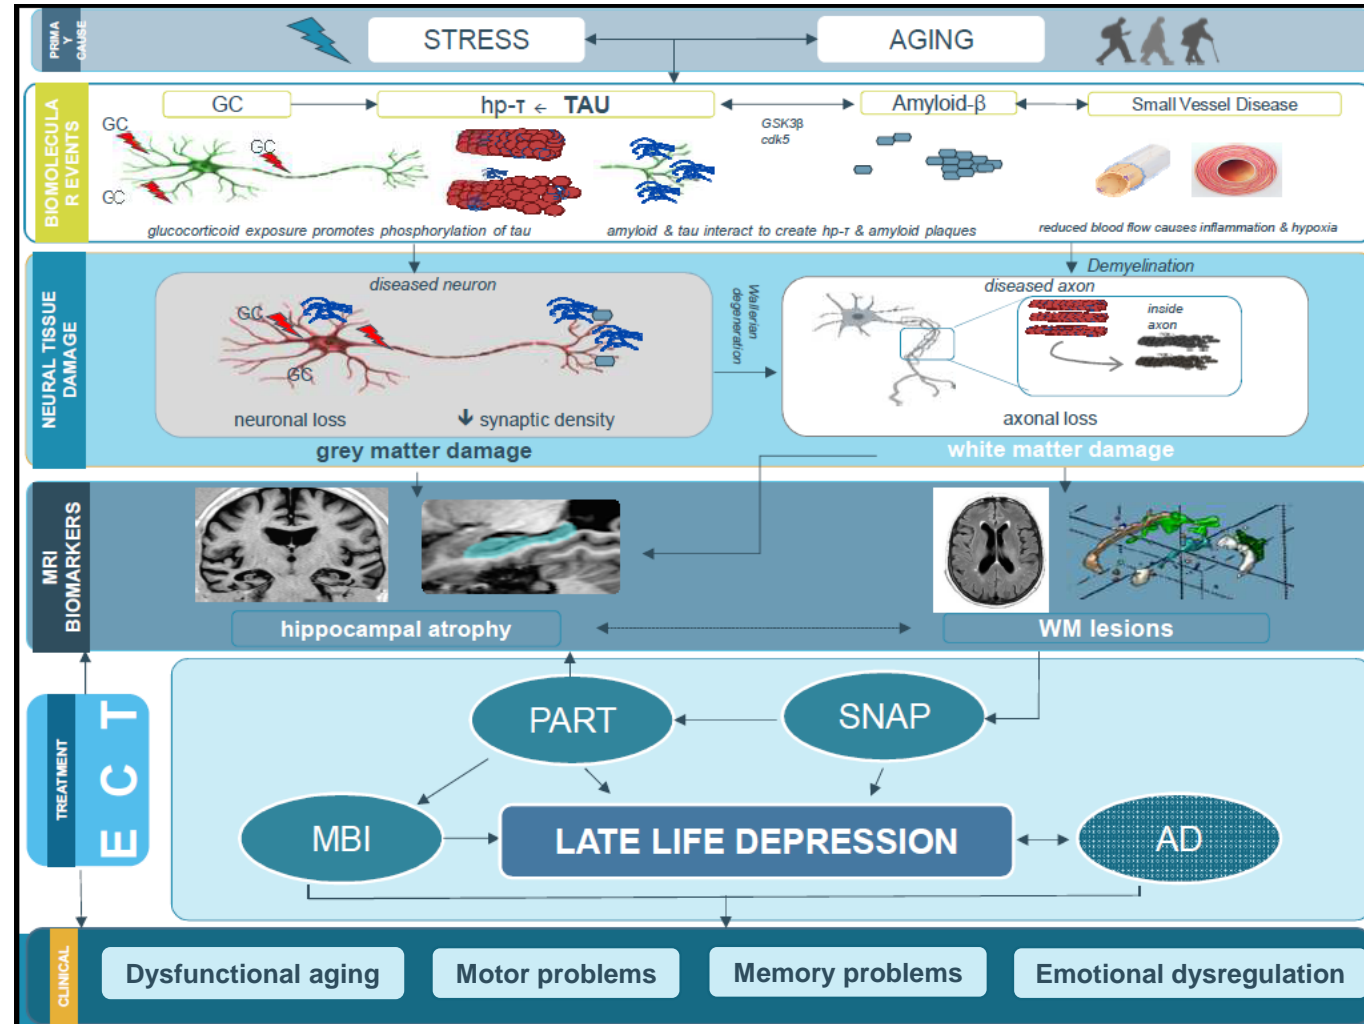 PRIMA
Y
CAUSE
STRESS
AGING
BIOMOLECULA
R EVENTS
GC
hp-τ ← TAU
Amyloid-β
Small Vessel Disease
GC
GC
GC
GSK3β
cdk5
glucocorticoid exposure promotes phosphorylation of tau
amyloid & tau interact to create hp-τ & amyloid plaques
reduced blood flow causes inflammation & hypoxia
NEURAL TISSUE
DAMAGE
diseased neuron
GC
GC
neuronal loss
synaptic density
grey matter damage
Wallerian
degeneration
Demyelination
diseased axon
inside
axon
axonal loss
white matter damage
MRI
BIOMARKERS
hippocampal atrophy
WM lesions
TREATMENT
ECT
PART
SNAP
MBI
LATE LIFE DEPRESSION
AD
CLINICAL
Dysfunctional aging
Motor problems
Memory problems
Emotional dysregulation